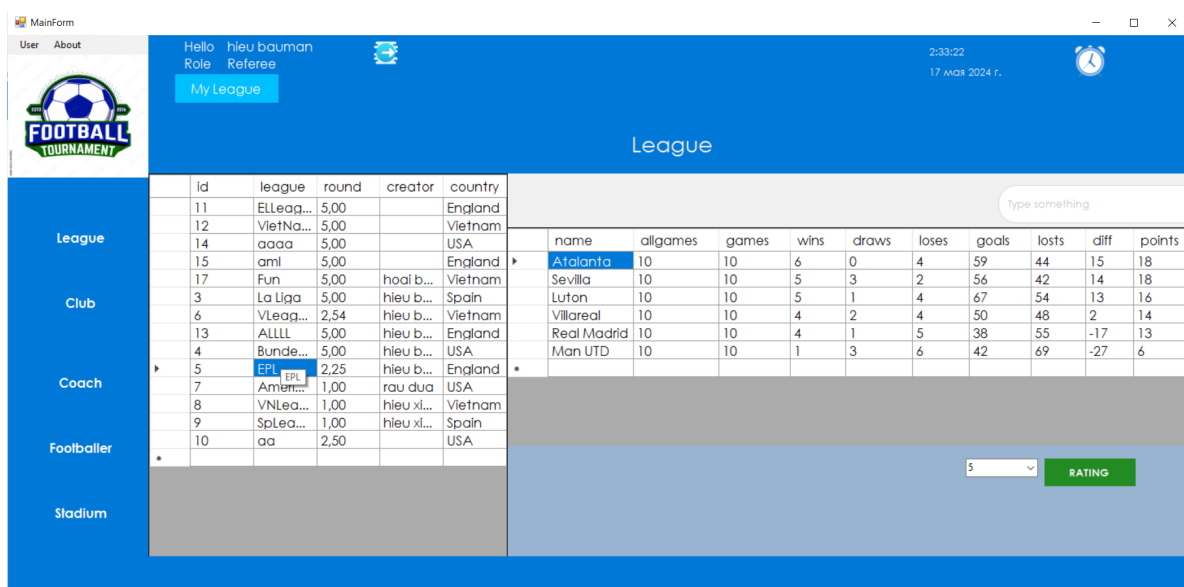 MainForm
User About
Hello hieu bauman
Role Referee
My League
2:33:22
17 мая 2024 г.
ESTD 2024
FOOTBALL
TOURNAMENT
League
League
Club
Coach
Footballer
Stadium
id league round creator country
11 ELLeag... 5,00 England
12 VietNa... 5,00 Vietnam
14 aaaa 5,00 USA
15 aml 5,00 England
17 Fun 5,00 hoai b... Vietnam
3 La Liga 5,00 hieu b... Spain
6 VLeag... 2,54 hieu b... Vietnam
13 ALLLL 5,00 hieu b... England
4 Bunde... 5,00 hieu b... USA
5 EPL 2,25 hieu b... England
EPL
7 Ameri... 1,00 rau dua USA
8 VNLea... 1,00 hieu xi... Vietnam
9 SpLea... 1,00 hieu xi... Spain
10 aa 2,50 USA
Type something
name allgames games wins draws loses goals losts diff points
Atalanta 10 10 6 0 4 59 44 15 18
Sevilla 10 10 5 3 2 56 42 14 18
Luton 10 10 5 1 4 67 54 13 16
Villareal 10 10 4 2 4 50 48 2 14
Real Madrid 10 10 4 1 5 38 55 -17 13
Man UTD 10 10 1 3 6 42 69 -27 6
5
RATING